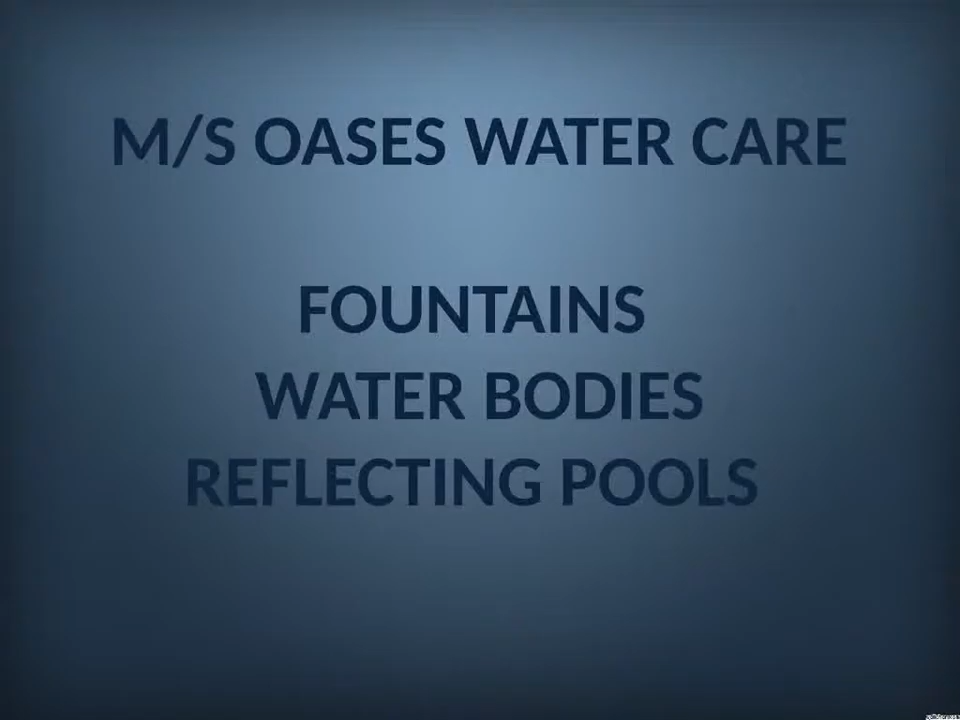 M/S OASES WATER CARE
FOUNTAINS
WATER BODIES
REFLECTING POOLS